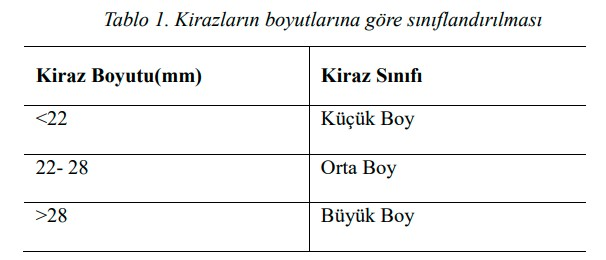 Tablo 1. Kirazların boyutlarına göre sınıflandırılması
Kiraz Boyutu(mm) Kiraz Sınıfı
<22 Küçük Boy
22- 28 Orta Boy
>28 Büyük Boy